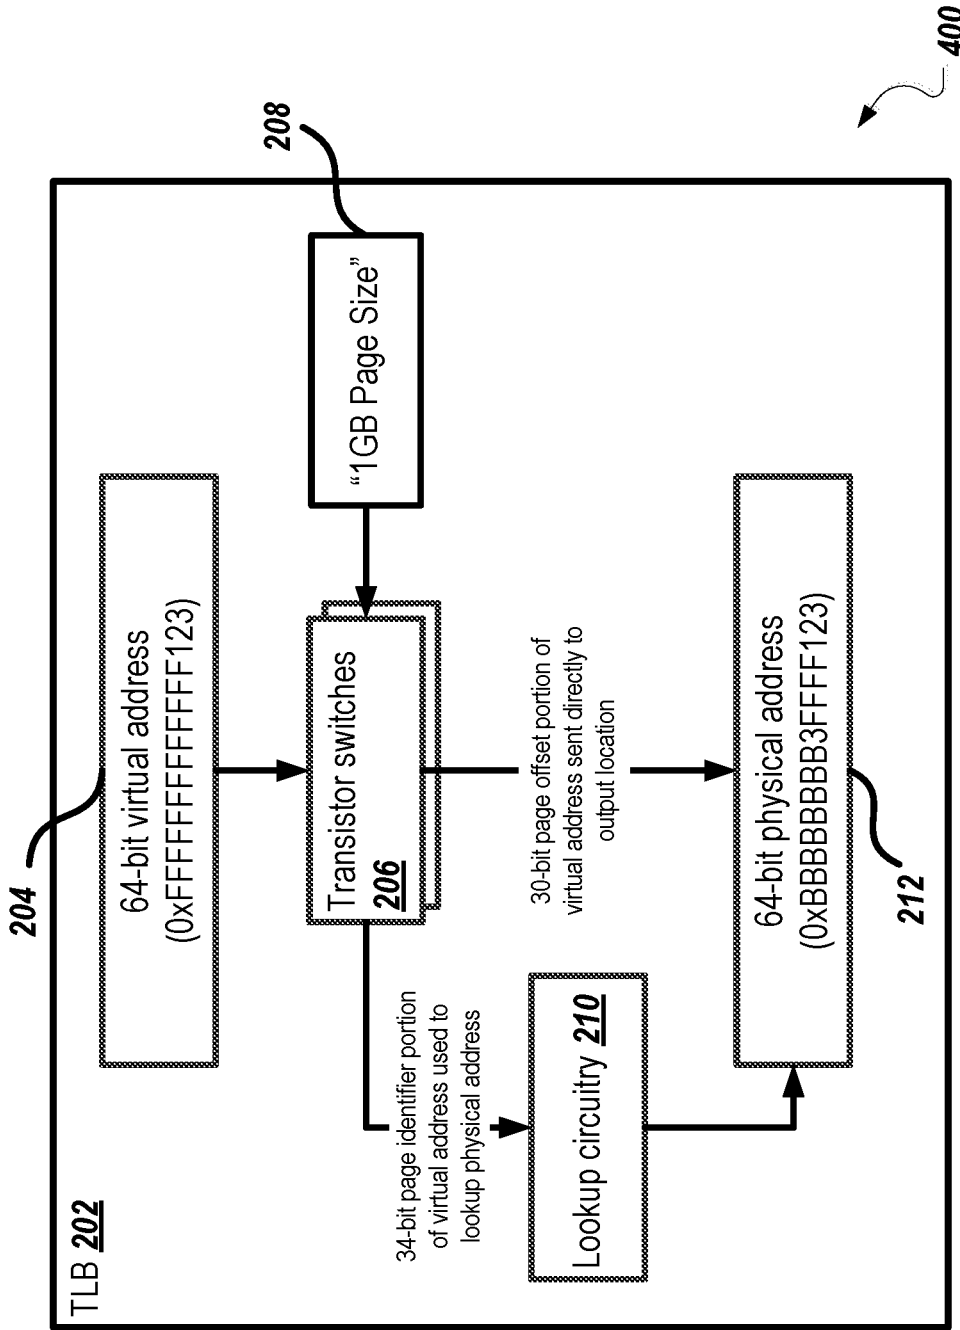 204
TLB 202
64-bit virtual address
(0xFFFFFFFFFFFFF123)
208
Transistor switches
206
"1GB Page Size"
34-bit page identifier portion
of virtual address used to
lookup physical address
30-bit page offset portion of
virtual address sent directly to
output location
Lookup circuitry 210
64-bit physical address
(0xBBBBBBBB3FFFF123)
212
400